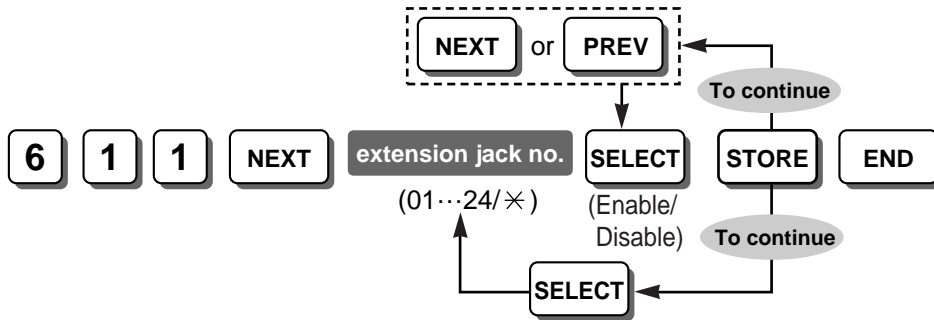 NEXT or PREV
To continue
6 1 1 NEXT extension jack no. SELECT STORE END
(01···24/✳)
(Enable/
Disable)
To continue
SELECT